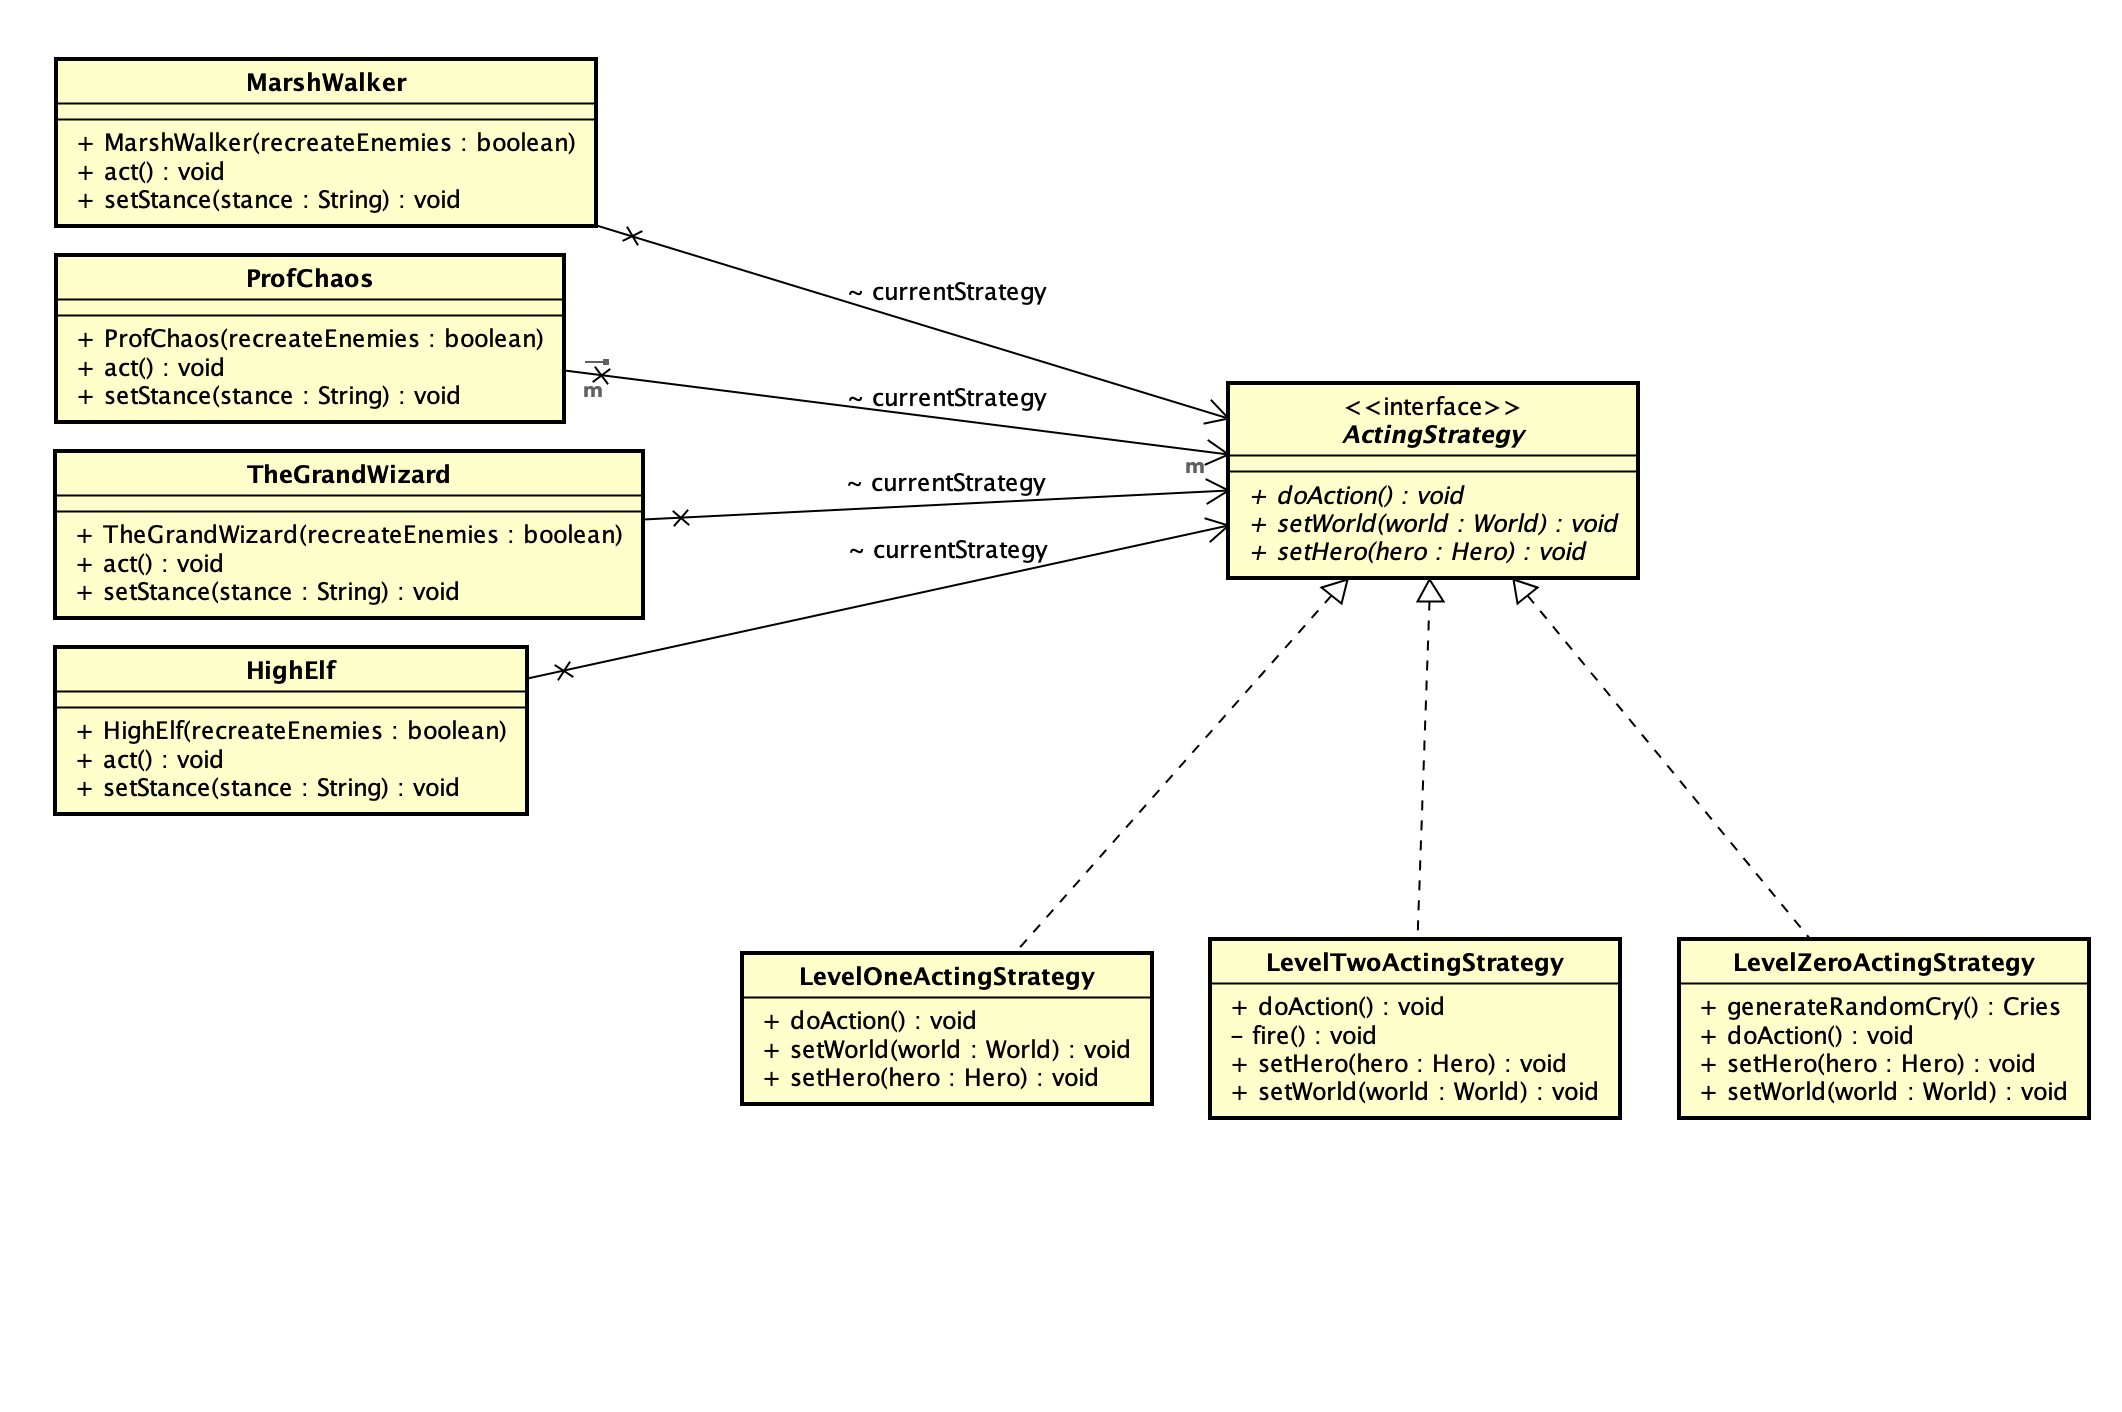 MarshWalker
+ MarshWalker(recreateEnemies : boolean)
+ act() : void
+ setStance(stance : String) : void
ProfChaos
+ ProfChaos(recreateEnemies : boolean)
+ act() : void
+ setStance(stance : String) : void
TheGrandWizard
+ TheGrandWizard(recreateEnemies : boolean)
+ act() : void
+ setStance(stance : String) : void
HighElf
+ HighElf(recreateEnemies : boolean)
+ act() : void
+ setStance(stance : String) : void
~ currentStrategy
m
~ currentStrategy
m
~ currentStrategy
~ currentStrategy
<<interface>>
ActingStrategy
+ doAction() : void
+ setWorld(world : World) : void
+ setHero(hero : Hero) : void
LevelOneActingStrategy
+ doAction() : void
+ setWorld(world : World) : void
+ setHero(hero : Hero) : void
LevelTwoActingStrategy
+ doAction() : void
- fire() : void
+ setHero(hero : Hero) : void
+ setWorld(world : World) : void
LevelZeroActingStrategy
+ generateRandomCry() : Cries
+ doAction() : void
+ setHero(hero : Hero) : void
+ setWorld(world : World) : void